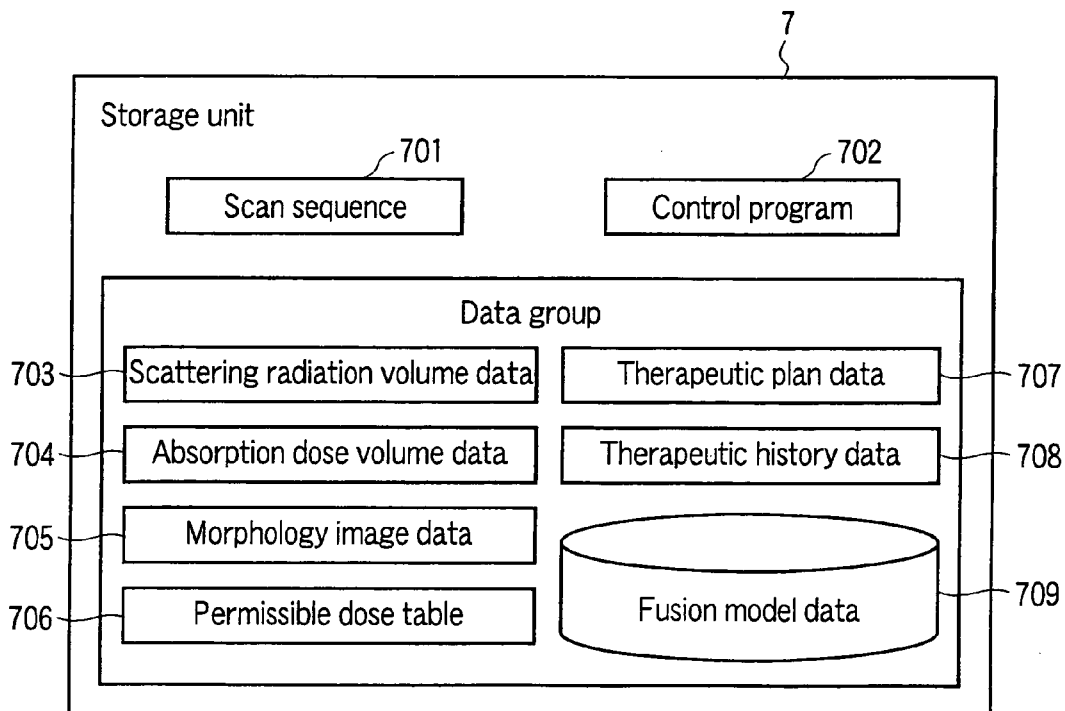 7
Storage unit
701
702
Scan sequence
Control program
Data group
703
Scattering radiation volume data
Therapeutic plan data
707
704
Absorption dose volume data
Therapeutic history data
708
705
Morphology image data
706
Permissible dose table
Fusion model data
709